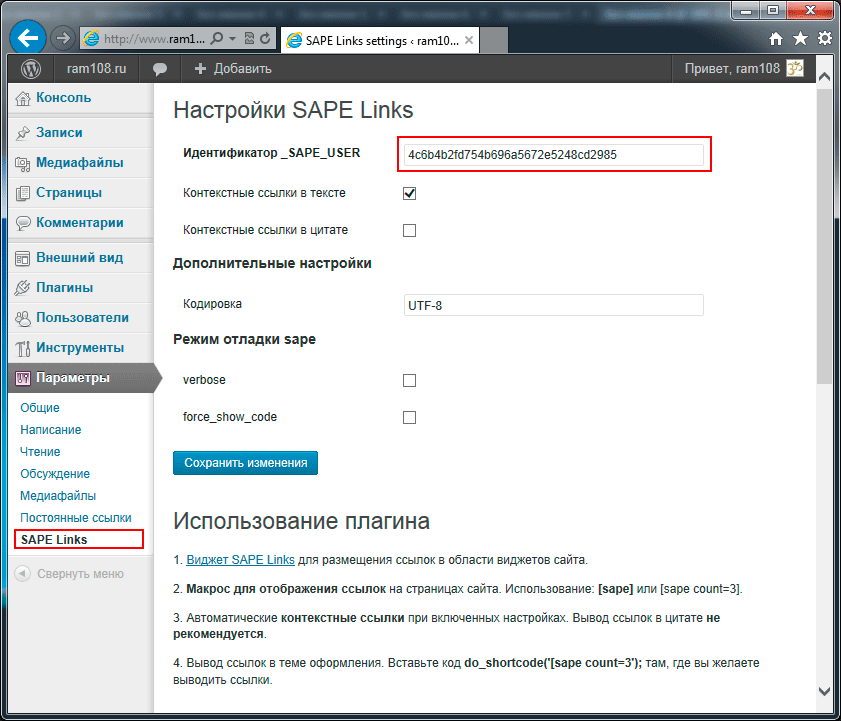 http://www.ram1...
SAPE Links settings ‹ ram10...
ram108.ru
Добавить
Привет, ram108
Консоль
Записи
Медиафайлы
Страницы
Комментарии
Внешний вид
Плагины
Пользователи
Инструменты
Параметры
Общие
Написание
Чтение
Обсуждение
Медиафайлы
Постоянные ссылки
SAPE Links
Свернуть меню
Настройки SAPE Links
Идентификатор _SAPE_USER
4c6b4b2fd754b696a5672e5248cd2985
Контекстные ссылки в тексте
Контекстные ссылки в цитате
Дополнительные настройки
Кодировка
UTF-8
Режим отладки sape
verbose
force_show_code
Сохранить изменения
Использование плагина
1. Виджет SAPE Links для размещения ссылок в области виджетов сайта.
2. Макрос для отображения ссылок на страницах сайта. Использование: [sape] или [sape count=3].
3. Автоматические контекстные ссылки при включенных настройках. Вывод ссылок в цитате не
рекомендуется.
4. Вывод ссылок в теме оформления. Вставьте код do_shortcode('[sape count=3'); там, где вы желаете
выводить ссылки.